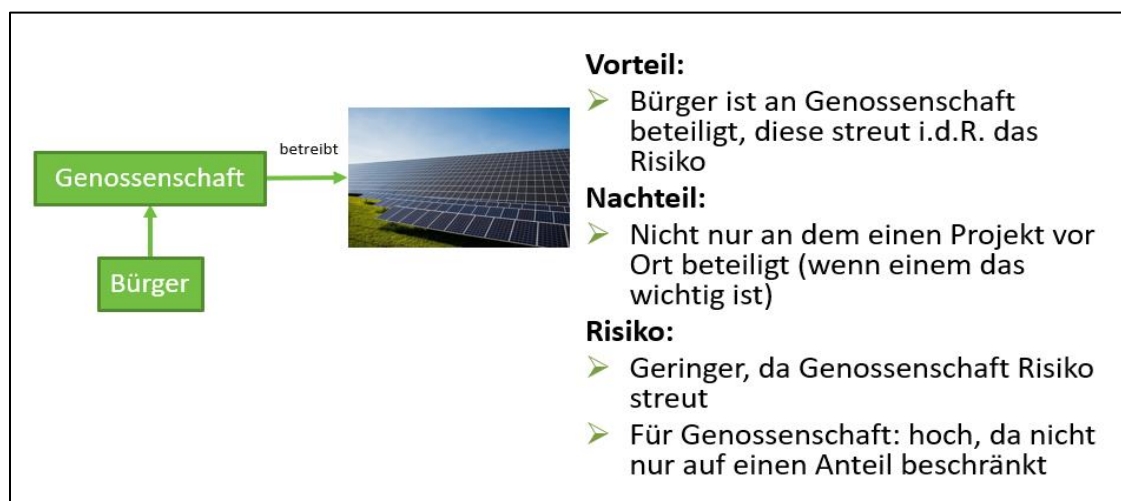 Genossenschaft
betreibt
Bürger
Vorteil:
Bürger ist an Genossenschaft
beteiligt, diese streut i.d.R. das
Risiko
Nachteil:
Nicht nur an dem einen Projekt vor
Ort beteiligt (wenn einem das
wichtig ist)
Risiko:
Geringer, da Genossenschaft Risiko
streut
Für Genossenschaft: hoch, da nicht
nur auf einen Anteil beschränkt